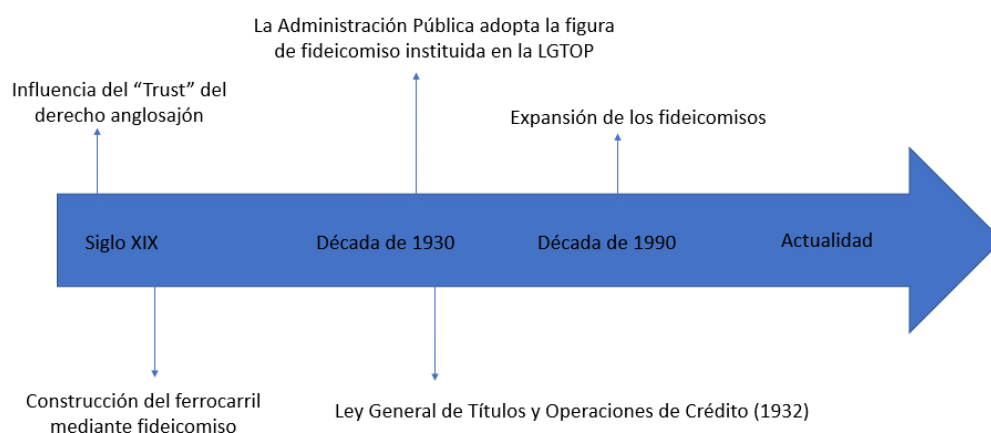 La Administración Pública adopta la figura
de fideicomiso instituida en la LGTOP
Influencia del “Trust” del
derecho anglosajón
Expansión de los fideicomisos
Siglo XIX
Década de 1930
Década de 1990
Actualidad
Construcción del ferrocarril
mediante fideicomiso
Ley General de Títulos y Operaciones de Crédito (1932)